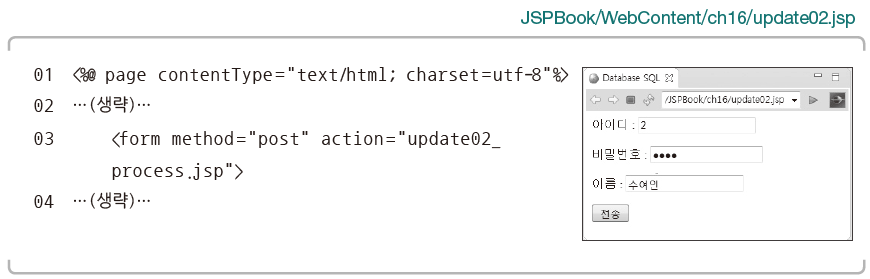 JSPBook/WebContent/ch16/update02.jsp
01 <%@ page contentType="text/html; charset=utf-8"%>
02 …(생략)…
03 <form method="post" action="update02_
process.jsp">
04 …(생략)…
Database SQL
/JSPBook/ch16/update02.jsp
아이디 : 2
비밀번호 : ●●●●
이름 : 수여인
전송